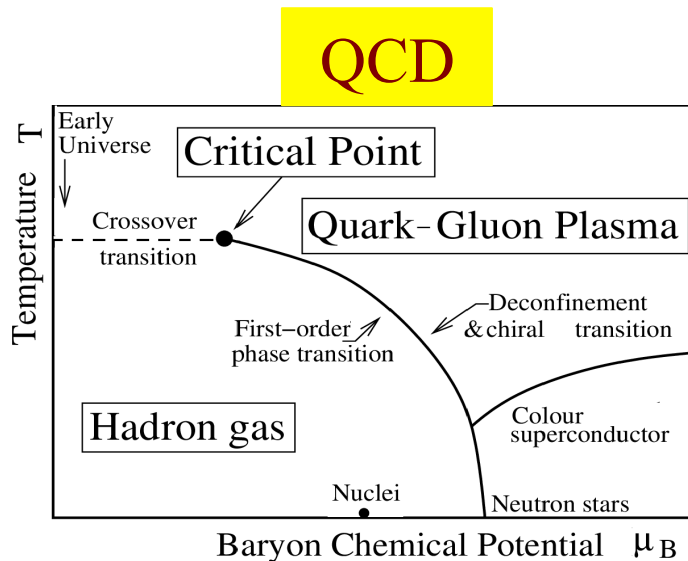 QCD
Early
Universe
Critical Point
Quark-Gluon Plasma
Crossover
transition
Deconfinement
& chiral transition
First-order
phase transition
Hadron gas
Colour
superconductor
Nuclei
Neutron stars
Temperature T
Baryon Chemical Potential μB